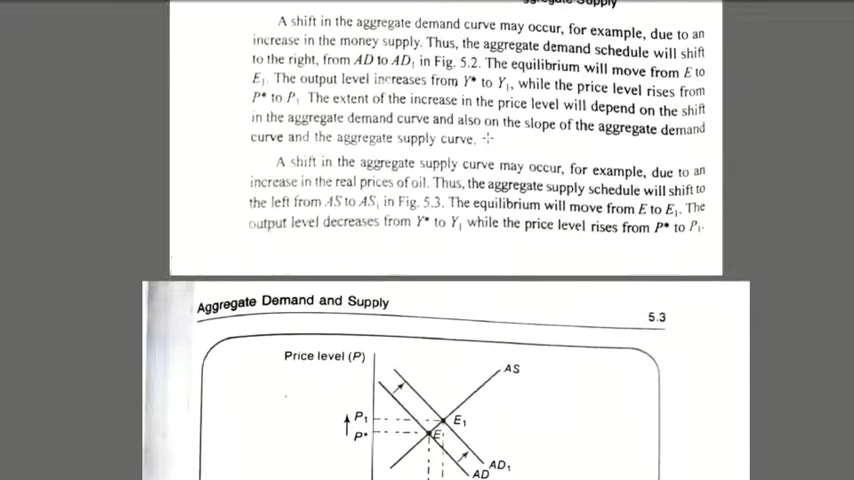 Supply
A shift in the aggregate demand curve may occur, for example, due to an
increase in the money supply. Thus, the aggregate demand schedule will shift
to the right, from AD to AD₁ in Fig. 5.2. The equilibrium will move from E to
E₁. The output level increases from Y* to Y₁, while the price level rises from
P* to P₁ The extent of the increase in the price level will depend on the shift
in the aggregate demand curve and also on the slope of the aggregate demand
curve and the aggregate supply curve.
A shift in the aggregate supply curve may occur, for example, due to an
increase in the real prices of oil. Thus, the aggregate supply schedule will shift to
the left from AS to AS₁ in Fig. 5.3. The equilibrium will move from E to E₁. The
output level decreases from Y* to Y₁ while the price level rises from P* to P₁.
Aggregate Demand and Supply
5.3
Price level (P)
AS
P₁
E₁
P*
E
AD₁
AD